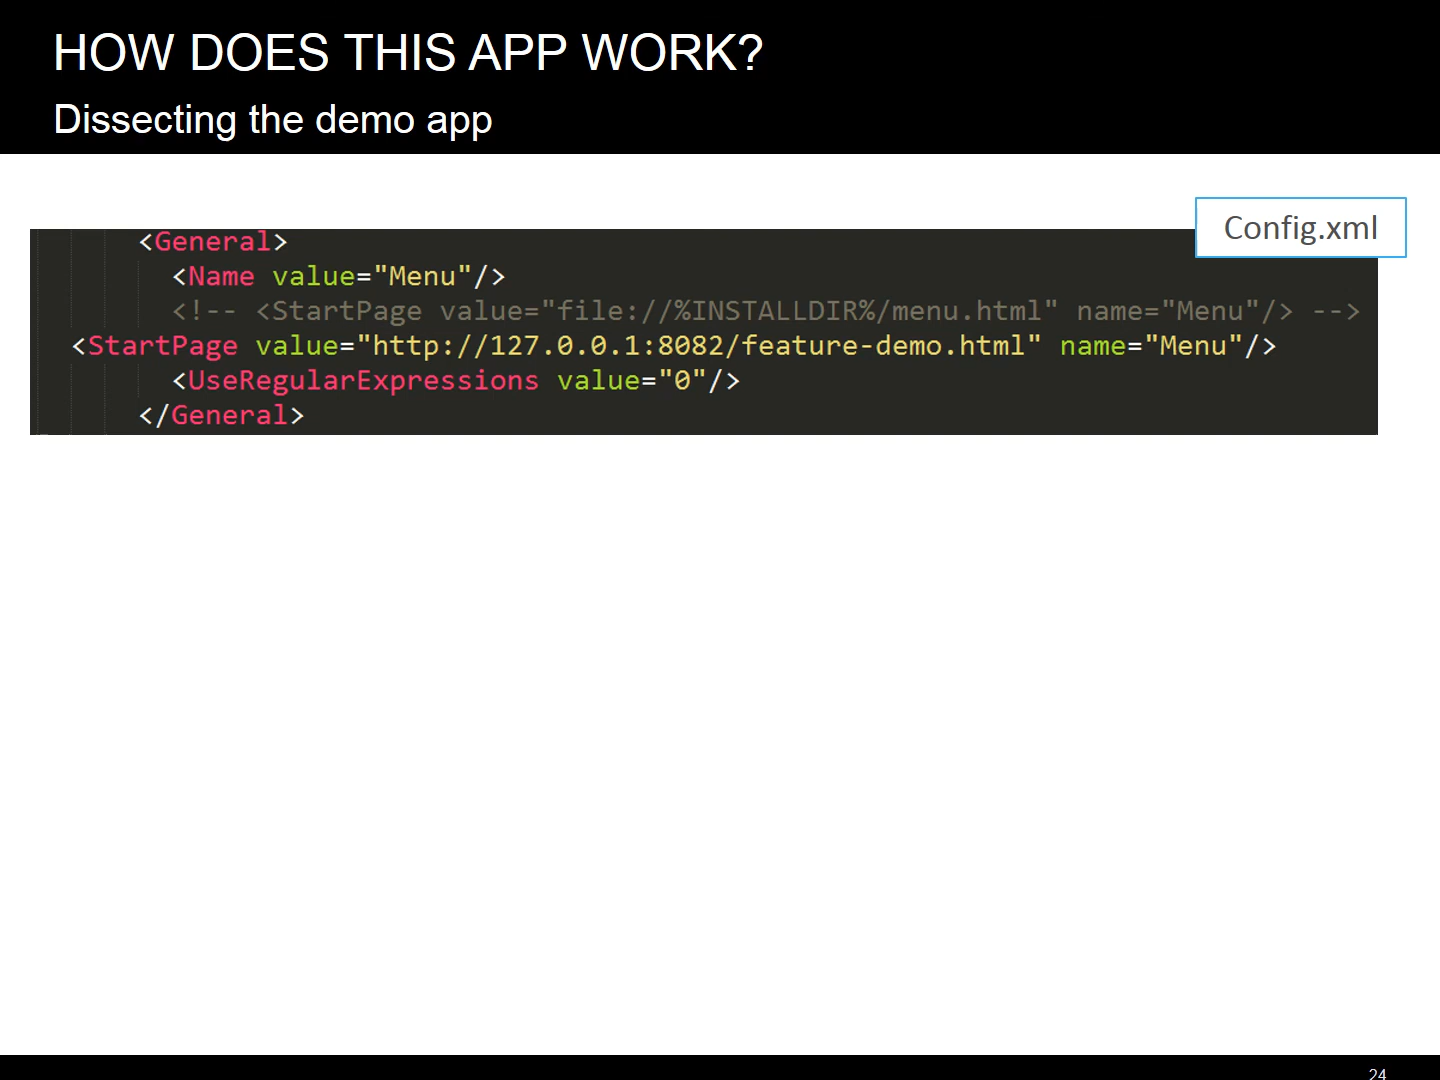 HOW DOES THIS APP WORK?
Dissecting the demo app
Config.xml
<General>
<Name value="Menu"/>
<!-- <StartPage value="file://%INSTALLDIR%/menu.html" name="Menu"/> -->
<StartPage value="http://127.0.0.1:8082/feature-demo.html" name="Menu"/>
<UseRegularExpressions value="0"/>
</General>
24